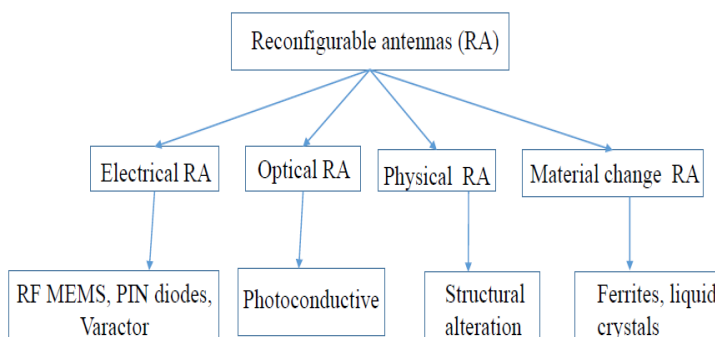 Reconfigurable antennas (RA)
Electrical RA
Optical RA
Physical RA
Material change RA
RF MEMS, PIN diodes,
Varactor
Photoconductive
Structural
alteration
Ferrites, liquid
crystals